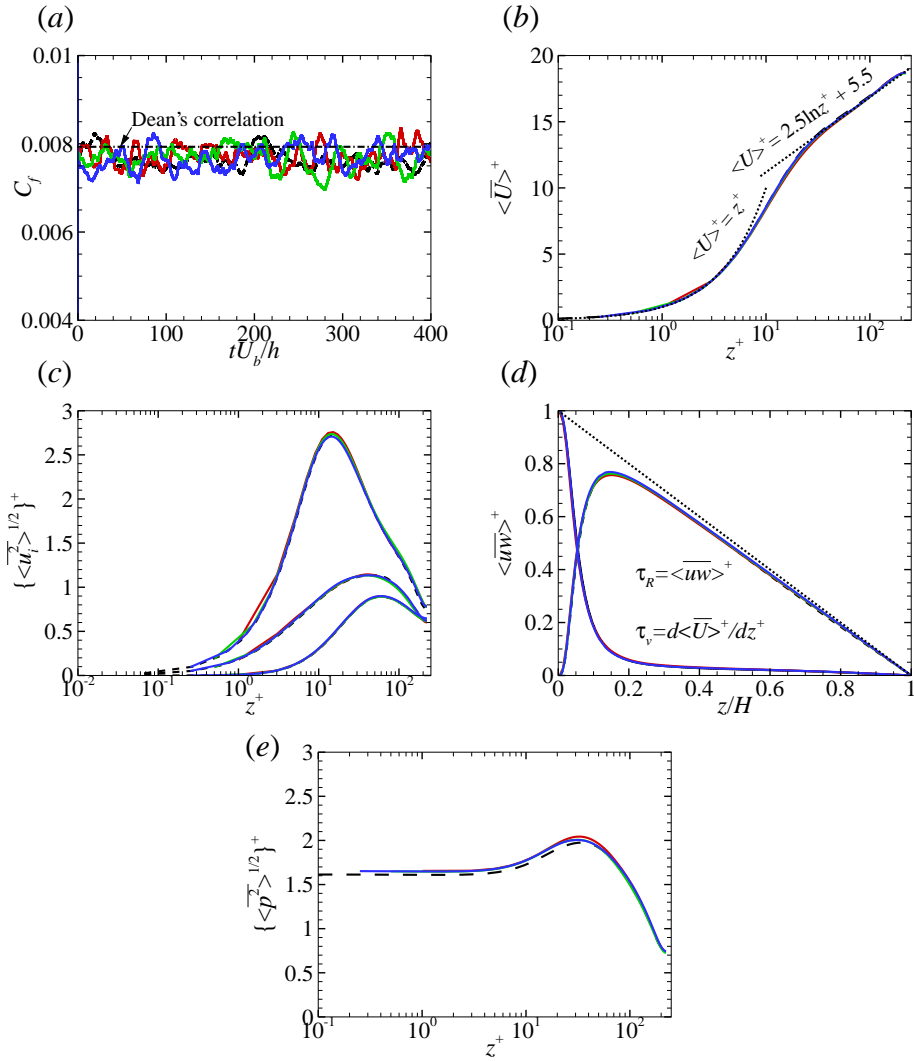 (a)
0.01
0.008
0.006
0.004
C_f
Dean's correlation
0 100 200 300 400
tU_b/h
(b)
20
15
10
5
0
<U̅>⁺
<U>⁺ = z⁺
<U>⁺ = 2.5lnz⁺ + 5.5
10⁻¹ 10⁰ 10¹ 10²
z⁺
(c)
3
2.5
2
1.5
1
0.5
0
{<u̅ᵢ²>^{1/2}}⁺
10⁻² 10⁻¹ 10⁰ 10¹ 10²
z⁺
(d)
1
0.8
0.6
0.4
0.2
0
<u̅w̅>⁺
τ_R=<u̅w̅>⁺
τ_v=d<U̅>⁺/dz⁺
0 0.2 0.4 0.6 0.8 1
z/H
(e)
3
2.5
2
1.5
1
0.5
0
{<p̅²>^{1/2}}⁺
10⁻¹ 10⁰ 10¹ 10²
z⁺